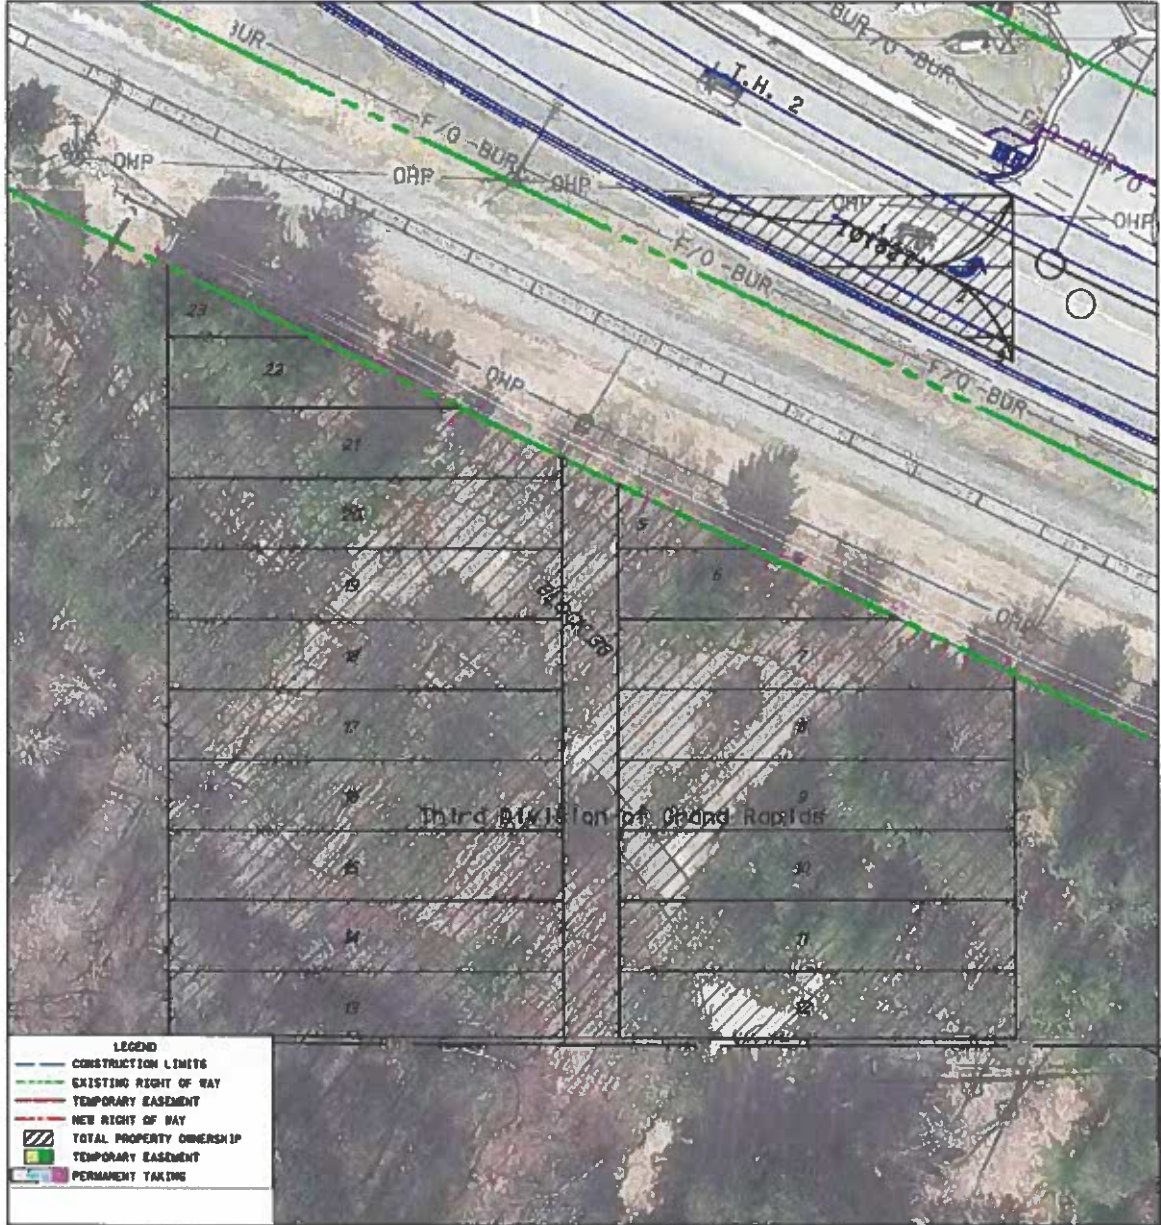 BUR
BUR
F/O -BUR
T.H. 2
F/O -BUR
OHP
OHP
OHP
OHP
OHP
F/O -BUR
23
22
OHP
F/O -BUR
21
20
5
6
19
BLOCK 38
OHP
18
7
17
8
16
9
Third Division of Grand Rapids
15
10
14
11
13
12
LEGEND
CONSTRUCTION LIMITS
EXISTING RIGHT OF WAY
TEMPORARY EASEMENT
NEW RIGHT OF WAY
TOTAL PROPERTY OWNERSHIP
TEMPORARY EASEMENT
PERMANENT TAKING